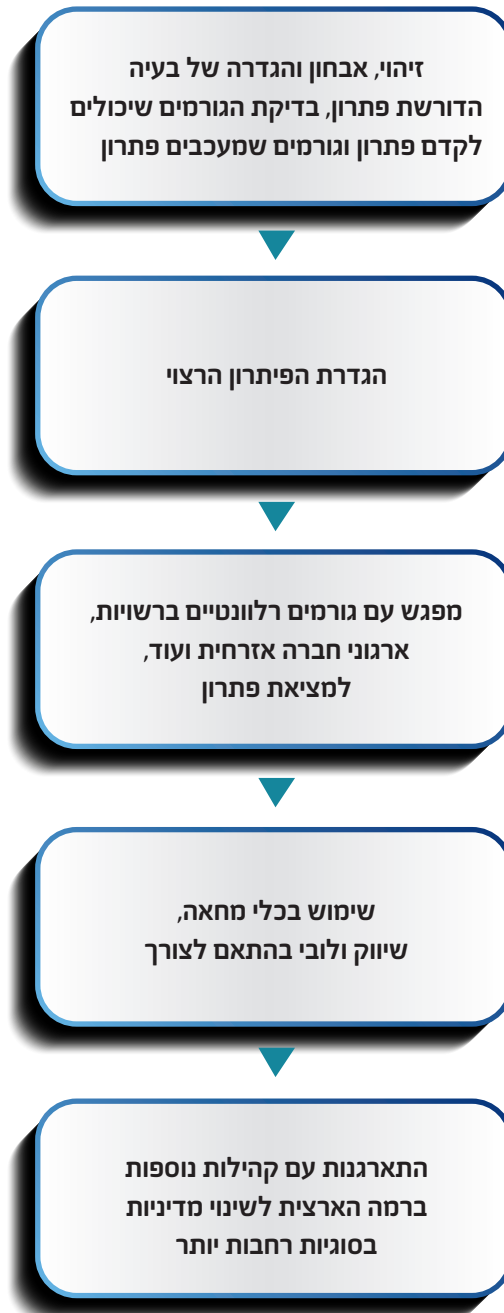 זיהוי, אבחון והגדרה של בעיה
הדורשת פתרון, בדיקת הגורמים שיכולים
לקדם פתרון וגורמים שמעכבים פתרון
הגדרת הפיתרון הרצוי
מפגש עם גורמים רלוונטיים ברשויות,
ארגוני חברה אזרחית ועוד,
למציאת פתרון
שימוש בכלי מחאה,
שיווק ולובי בהתאם לצורך
התארגנות עם קהילות נוספות
ברמה הארצית לשינוי מדיניות
בסוגיות רחבות יותר